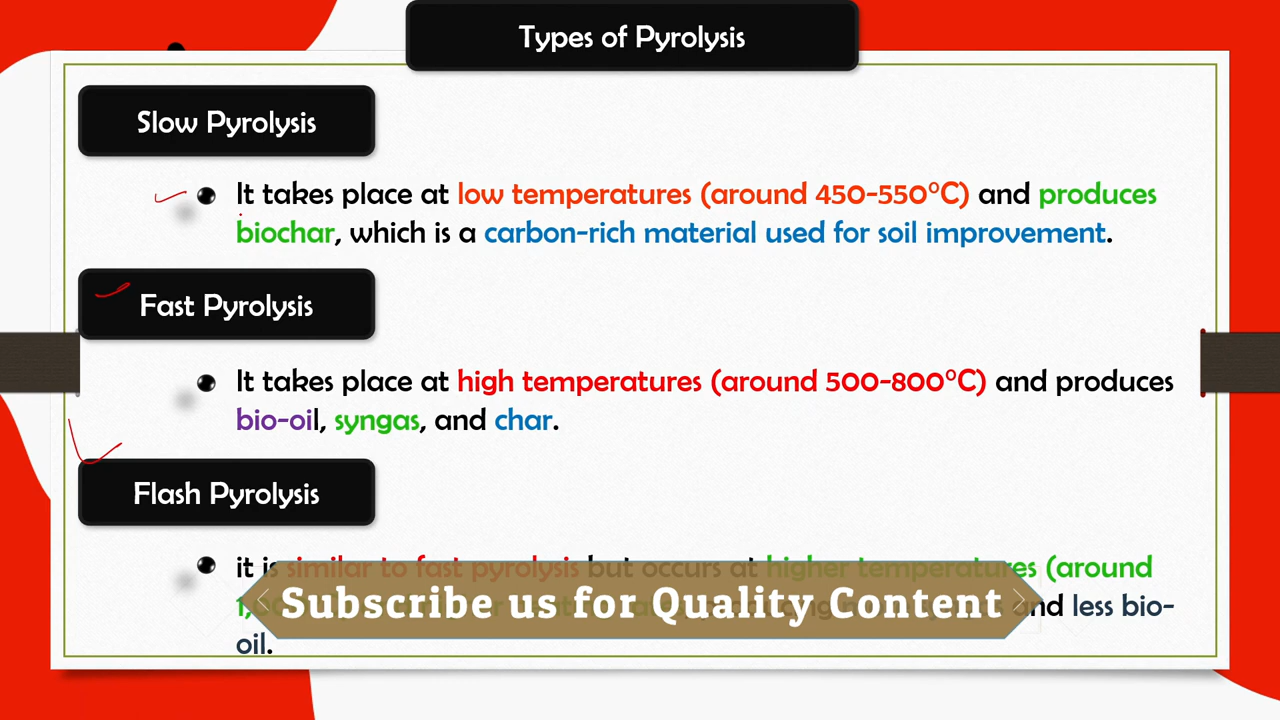 Types of Pyrolysis
Slow Pyrolysis
It takes place at low temperatures (around 450-550°C) and produces
biochar, which is a carbon-rich material used for soil improvement.
Fast Pyrolysis
It takes place at high temperatures (around 500-800°C) and produces
bio-oil, syngas, and char.
Flash Pyrolysis
it is similar to fast pyrolysis but occurs at higher temperatures (around
and less bio-
oil.
Subscribe us for Quality Content